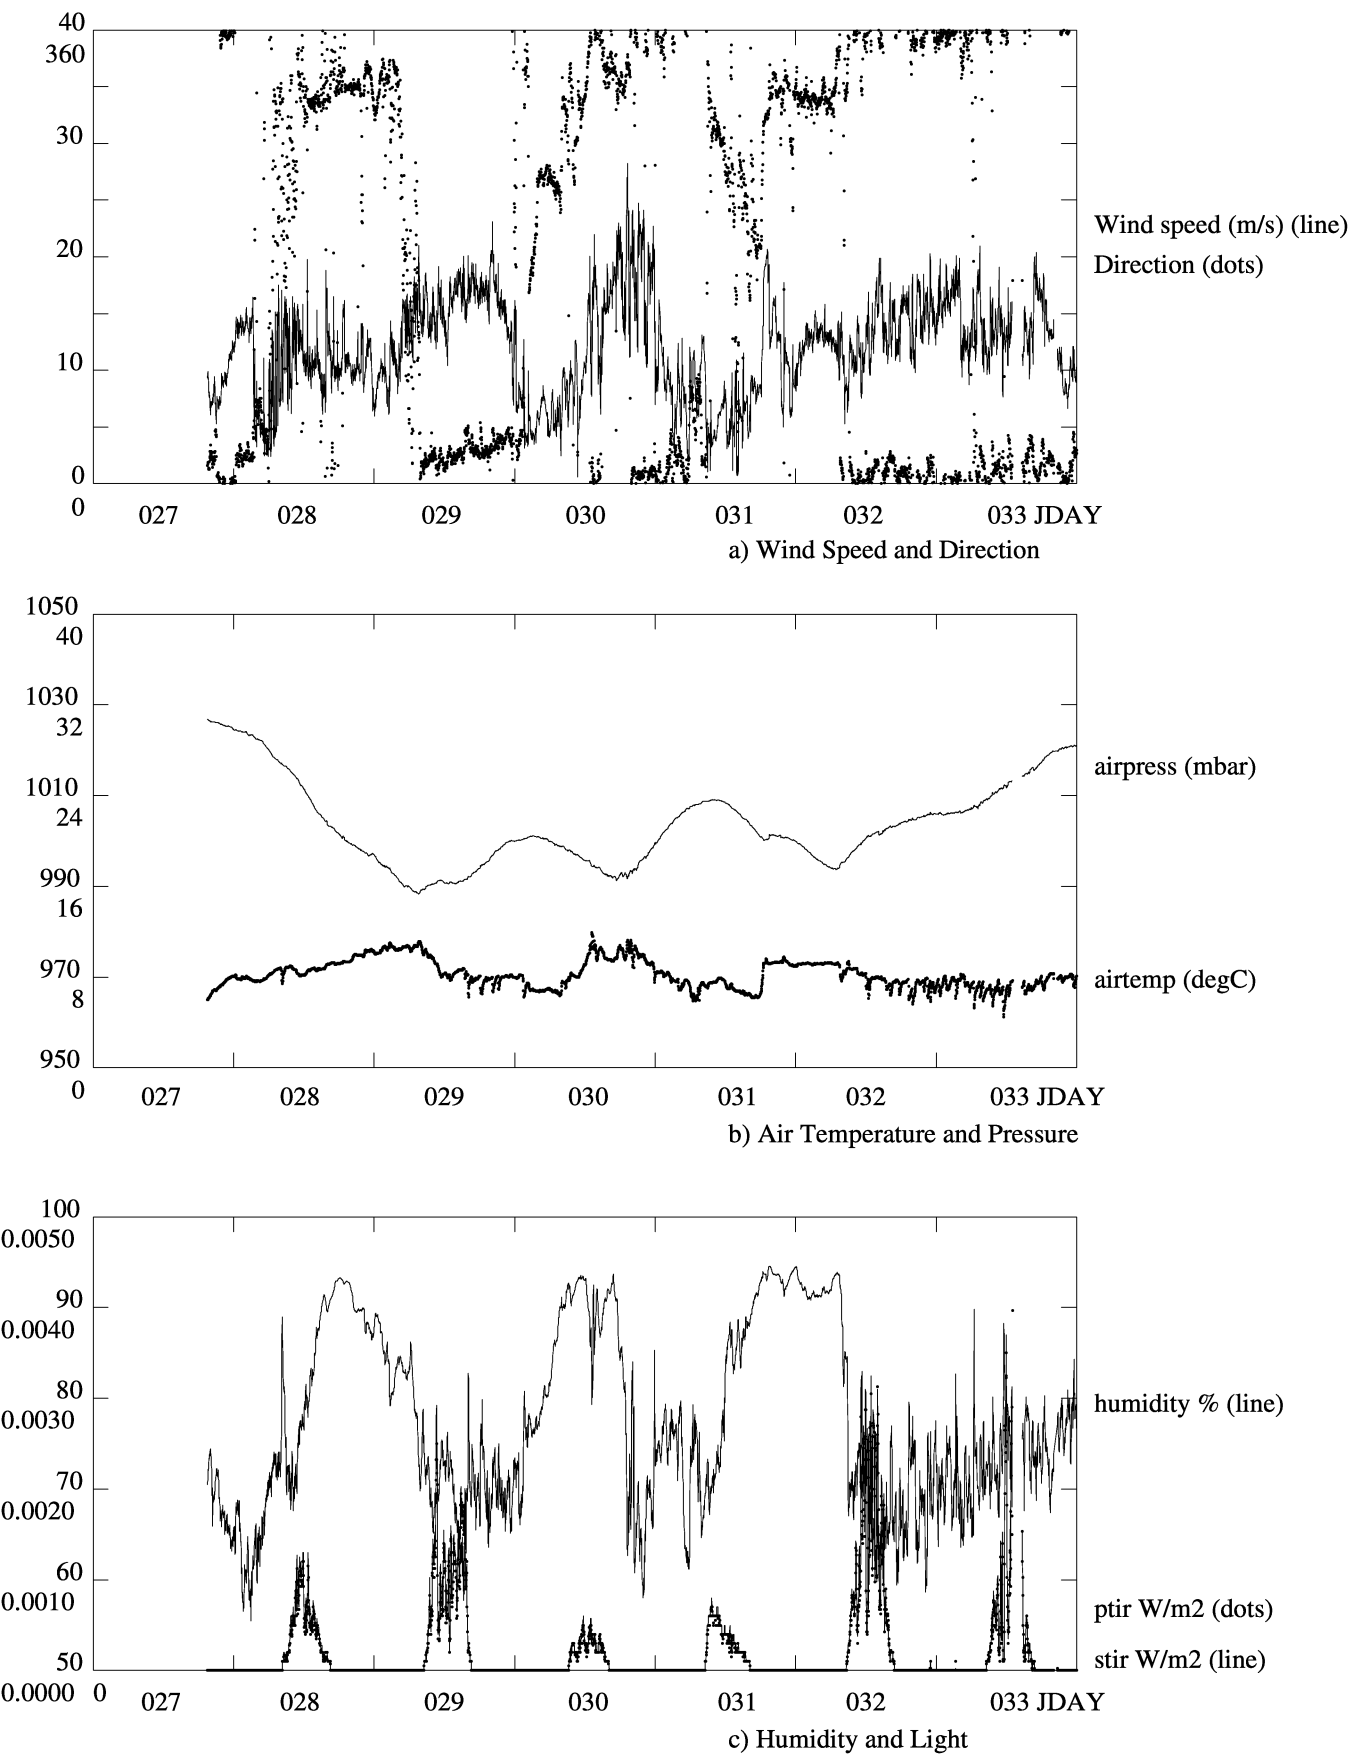 40
360
30
20
10
0
0
Wind speed (m/s) (line)
Direction (dots)
027 028 029 030 031 032 033 JDAY
a) Wind Speed and Direction
1050
40
1030
32
1010
24
990
16
970
8
950
0
airpress (mbar)
airtemp (degC)
027 028 029 030 031 032 033 JDAY
b) Air Temperature and Pressure
100
0.0050
90
0.0040
80
0.0030
70
0.0020
60
0.0010
50
0.0000
humidity % (line)
ptir W/m2 (dots)
stir W/m2 (line)
0 027 028 029 030 031 032 033 JDAY
c) Humidity and Light